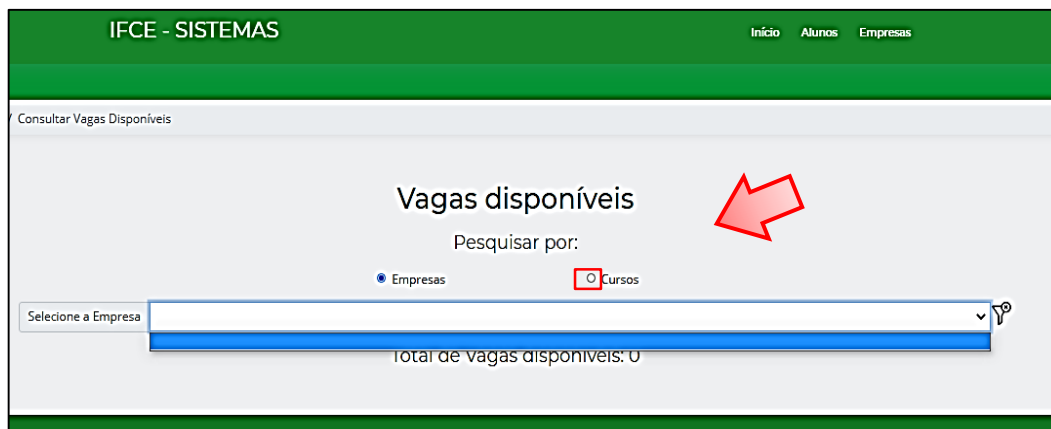 IFCE - SISTEMAS
Início Alunos Empresas
/ Consultar Vagas Disponíveis
Vagas disponíveis
Pesquisar por:
Empresas Cursos
Selecione a Empresa
Total de Vagas disponíveis: 0